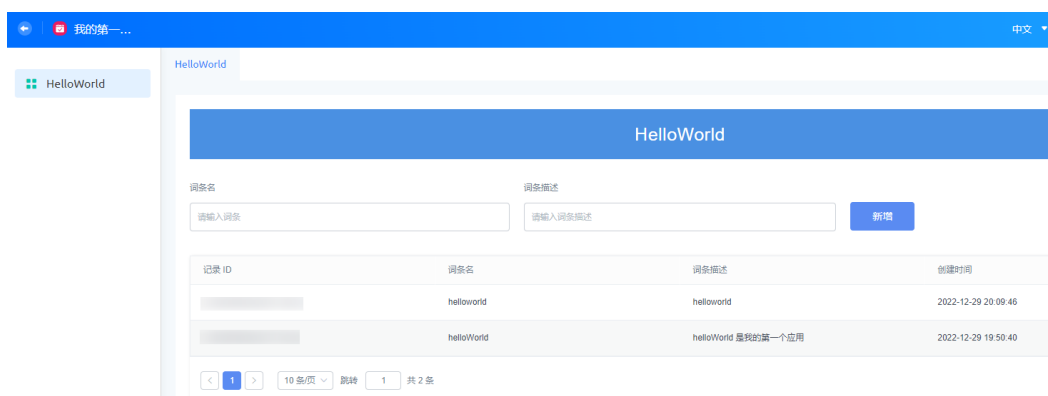 我的第一...
中文
HelloWorld
HelloWorld
HelloWorld
词条名 词条描述
请输入词条 请输入词条描述 新增
记录 ID 词条名 词条描述 创建时间
helloworld helloworld 2022-12-29 20:09:46
helloWorld helloWorld 是我的第一个应用 2022-12-29 19:50:40
< 1 > 10 条/页 跳转 1 共 2 条